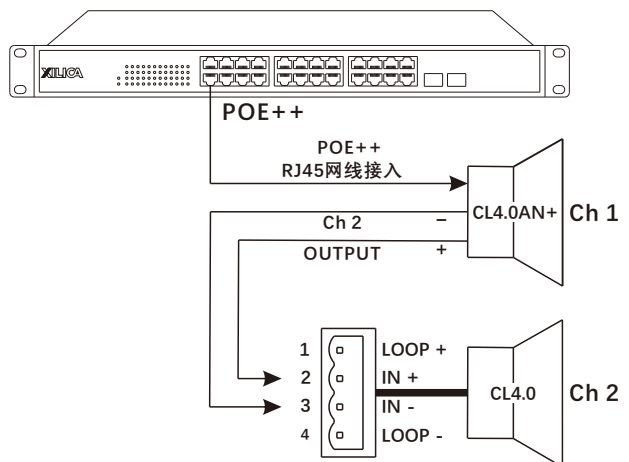 XILICA
POE++
POE++
RJ45网线接入
CL4.0AN+
Ch 1
Ch 2
−
OUTPUT
+
1
LOOP +
2
IN +
3
IN -
4
LOOP -
CL4.0
Ch 2